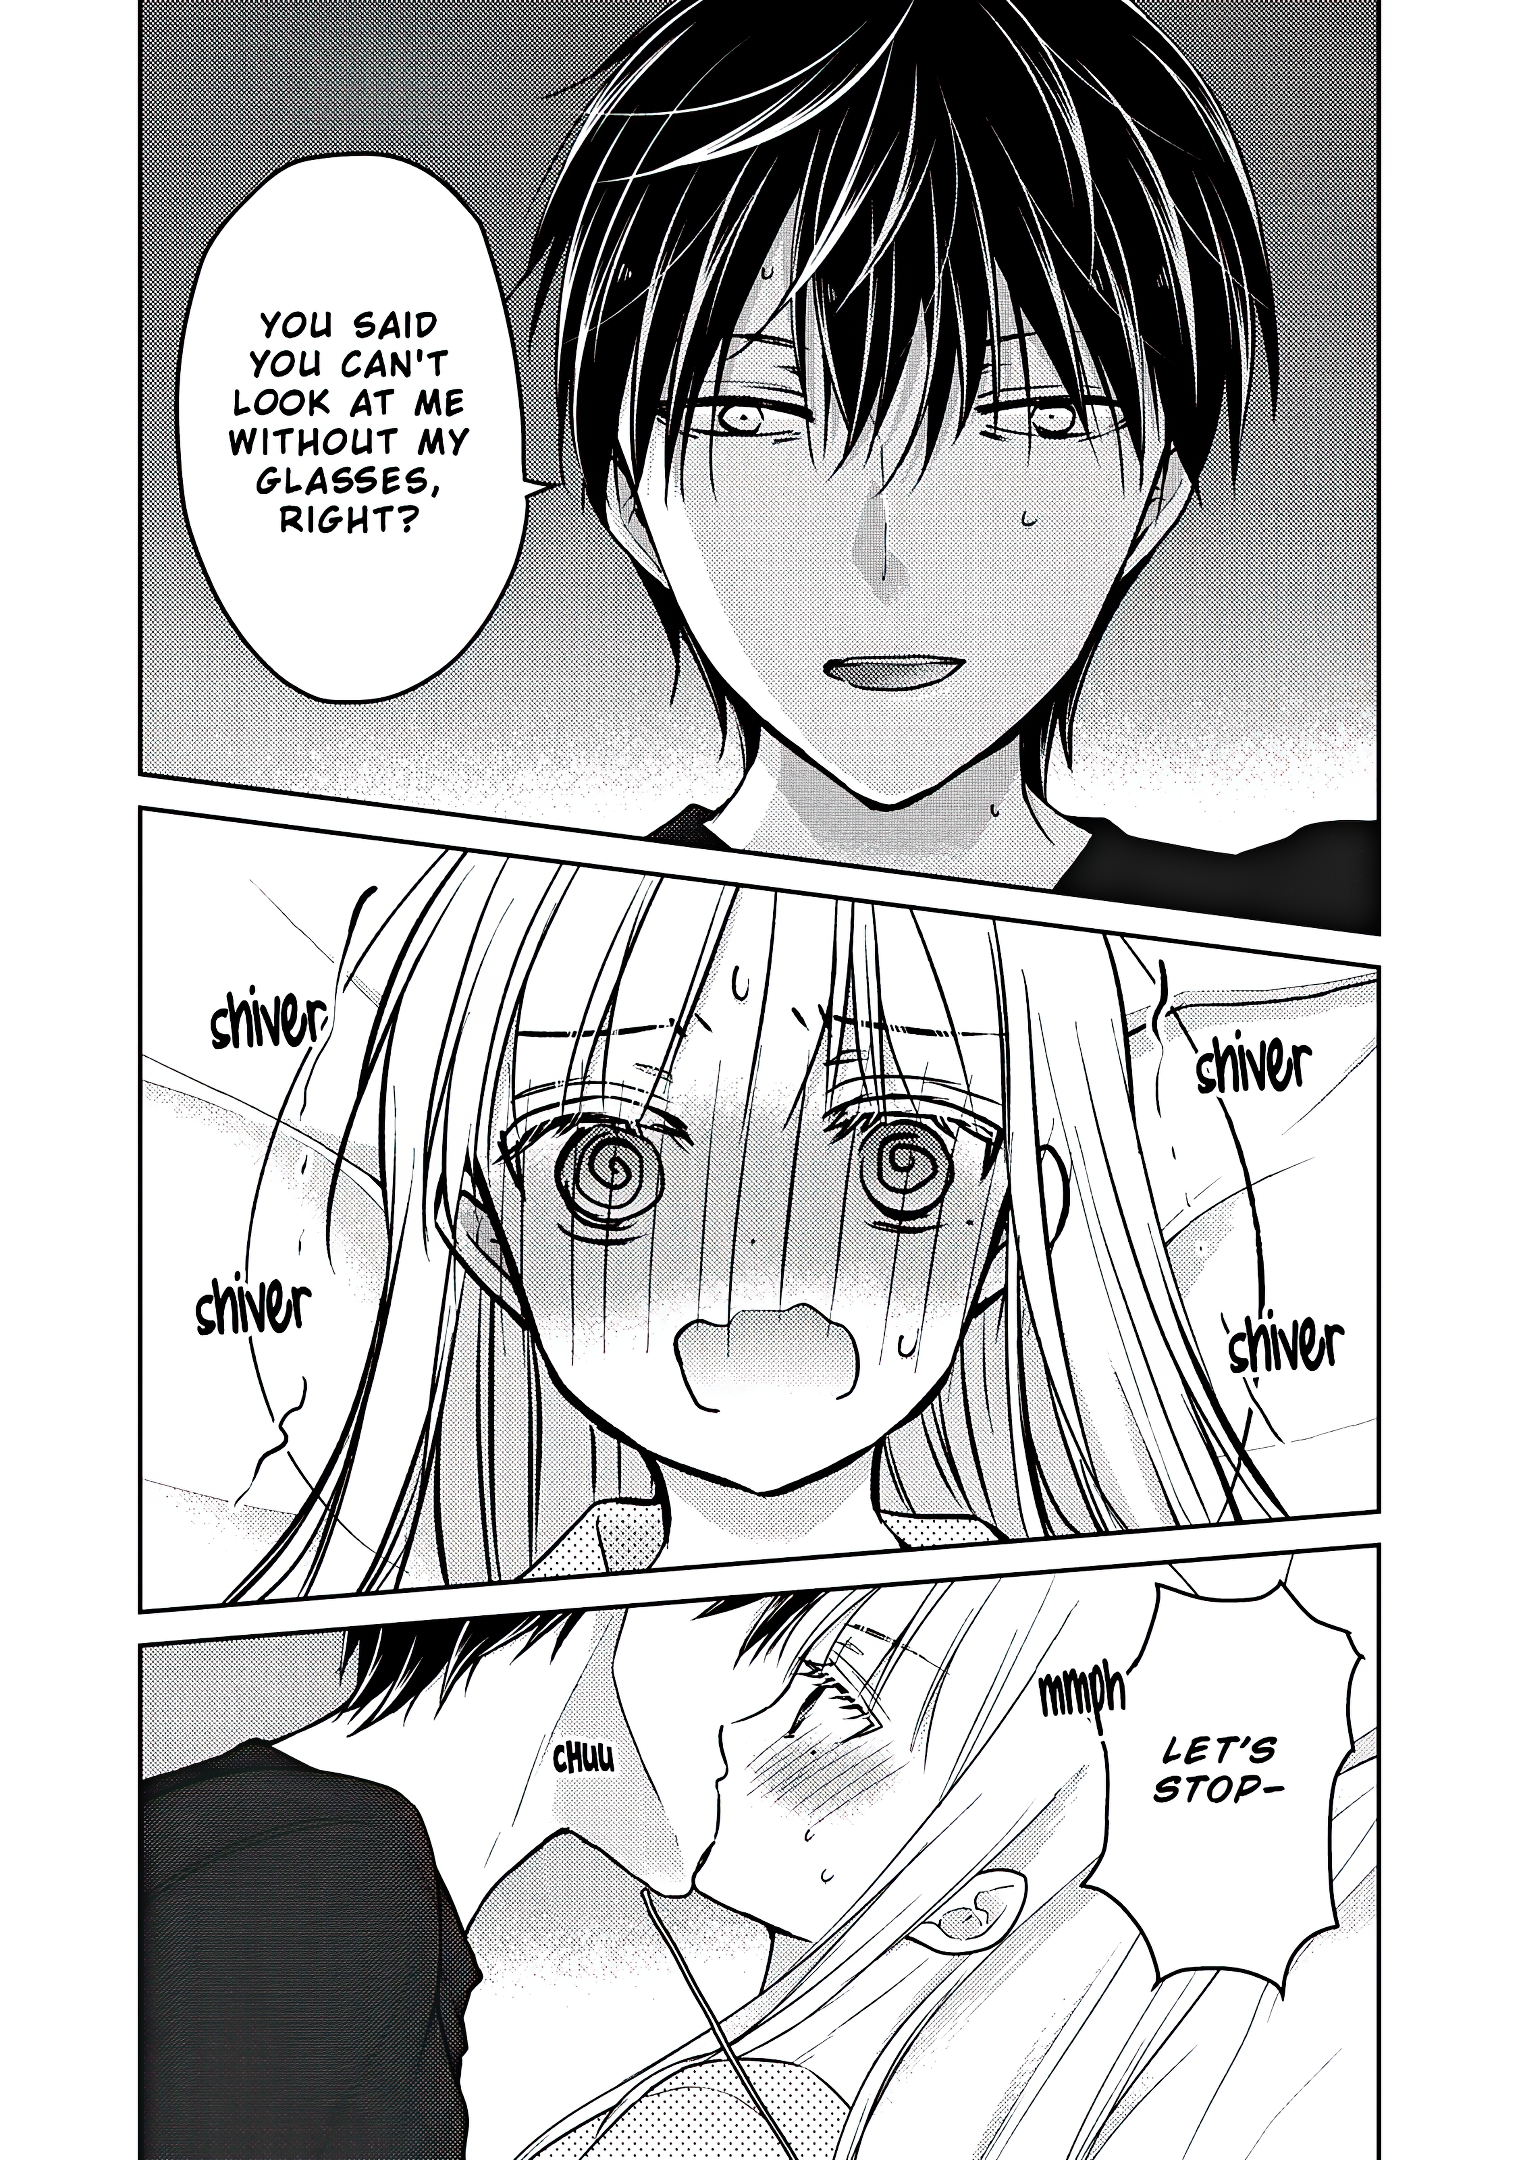 YOU SAID
YOU CAN'T
LOOK AT ME
WITHOUT MY
GLASSES,
RIGHT?
shiver
shiver
shiver
shiver
mmph
LET'S
STOP-
CHUU